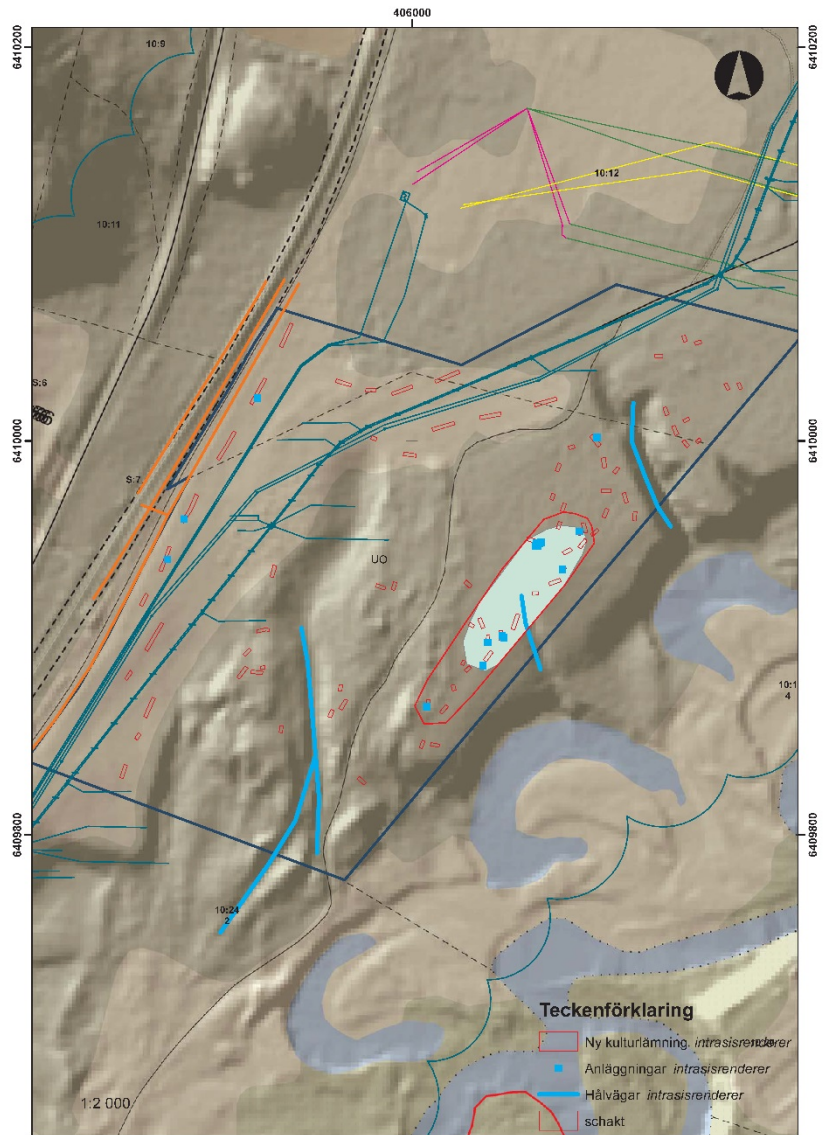 406000
6410200
6410200
10:9
10:12
10:11
S:6
6410000
6410000
S:7
UO
10:1
4
6409800
6409800
10:24
2
Teckenförklaring
Ny kulturlämning intrasisrenderer
Anläggningar intrasisrenderer
Hålvägar intrasisrenderer
1:2 000
schakt